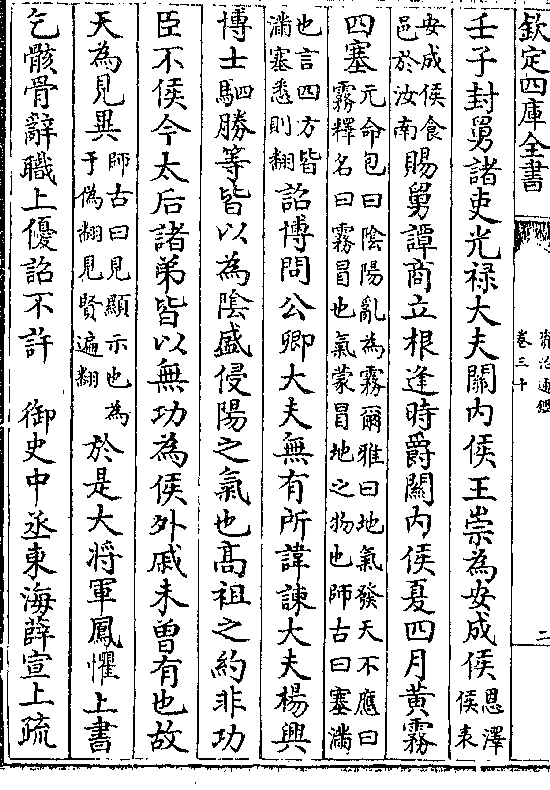 欽定四庫全書
資治通鑑
卷三十
二
壬子封舅諸吏光禄大夫關内侯王崇為安成侯恩澤侯表
安成侯食邑於汝南賜舅譚商立根逢時爵關内侯夏四月黄霧
四塞元命包曰陰陽亂為霧爾雅曰地氣發天不應曰霧釋名曰霧冒也氣蒙冒地之物也師古曰塞滿
也言四方皆滿塞悉則翻詔博問公卿大夫無有所諱諫大夫楊興
博士駟勝等皆以為陰盛侵陽之氣也髙祖之約非功
臣不侯今太后諸弟皆以無功為侯外戚未曽有也故
天為見異師古曰見顯示也為于偽翻見賢遍翻於是大將軍鳳懼上書
乞骸骨辭職上優詔不許　御史中丞東海薛宣上疏